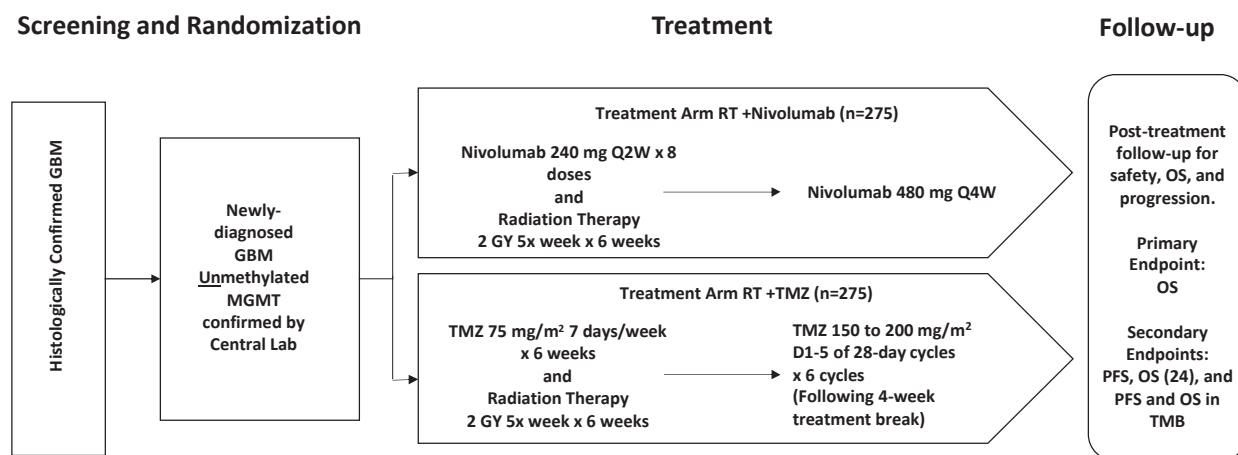 Screening and Randomization
Treatment
Follow-up
Histologically Confirmed GBM
Newly-
diagnosed
GBM
Unmethylated
MGMT
confirmed by
Central Lab
Treatment Arm RT +Nivolumab (n=275)
Nivolumab 240 mg Q2W x 8
doses
and
Radiation Therapy
2 GY 5x week x 6 weeks
Nivolumab 480 mg Q4W
Treatment Arm RT +TMZ (n=275)
TMZ 75 mg/m² 7 days/week
x 6 weeks
and
Radiation Therapy
2 GY 5x week x 6 weeks
TMZ 150 to 200 mg/m²
D1-5 of 28-day cycles
x 6 cycles
(Following 4-week
treatment break)
Post-treatment
follow-up for
safety, OS, and
progression.
Primary
Endpoint:
OS
Secondary
Endpoints:
PFS, OS (24), and
PFS and OS in
TMB